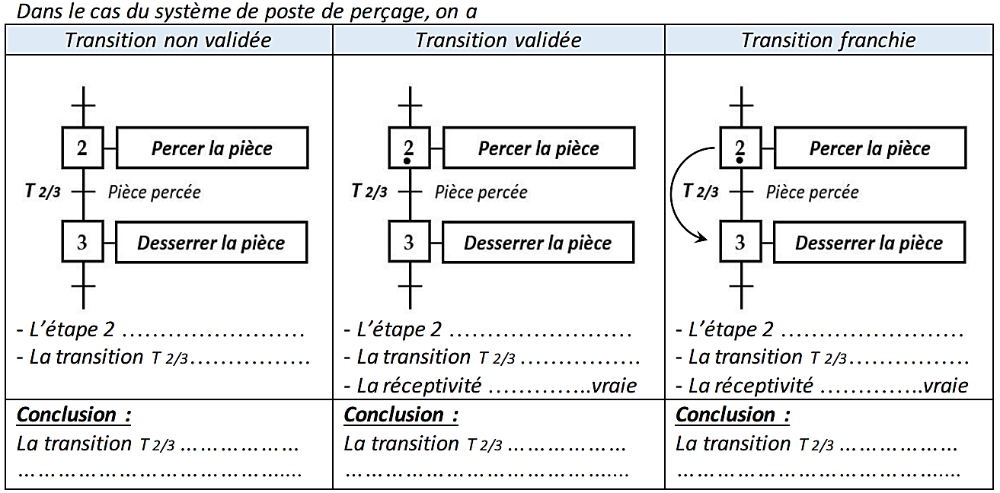 Dans le cas du système de poste de perçage, on a
Transition non validée
Transition validée
Transition franchie
2 Percer la pièce
T 2/3 Pièce percée
3 Desserrer la pièce
- L’étape 2 ……………………
- La transition T 2/3…………….
2 Percer la pièce
T 2/3 Pièce percée
3 Desserrer la pièce
- L’étape 2 ……………………
- La transition T 2/3 …………….
- La réceptivité …………..vraie
2 Percer la pièce
T 2/3 Pièce percée
3 Desserrer la pièce
- L’étape 2 ……………………
- La transition T 2/3…………….
- La réceptivité …………..vraie
Conclusion :
La transition T 2/3 ………………
………………………………….....
Conclusion :
La transition T 2/3 ………………
………………………………….....
Conclusion :
La transition T 2/3 ………………
………………………………….....